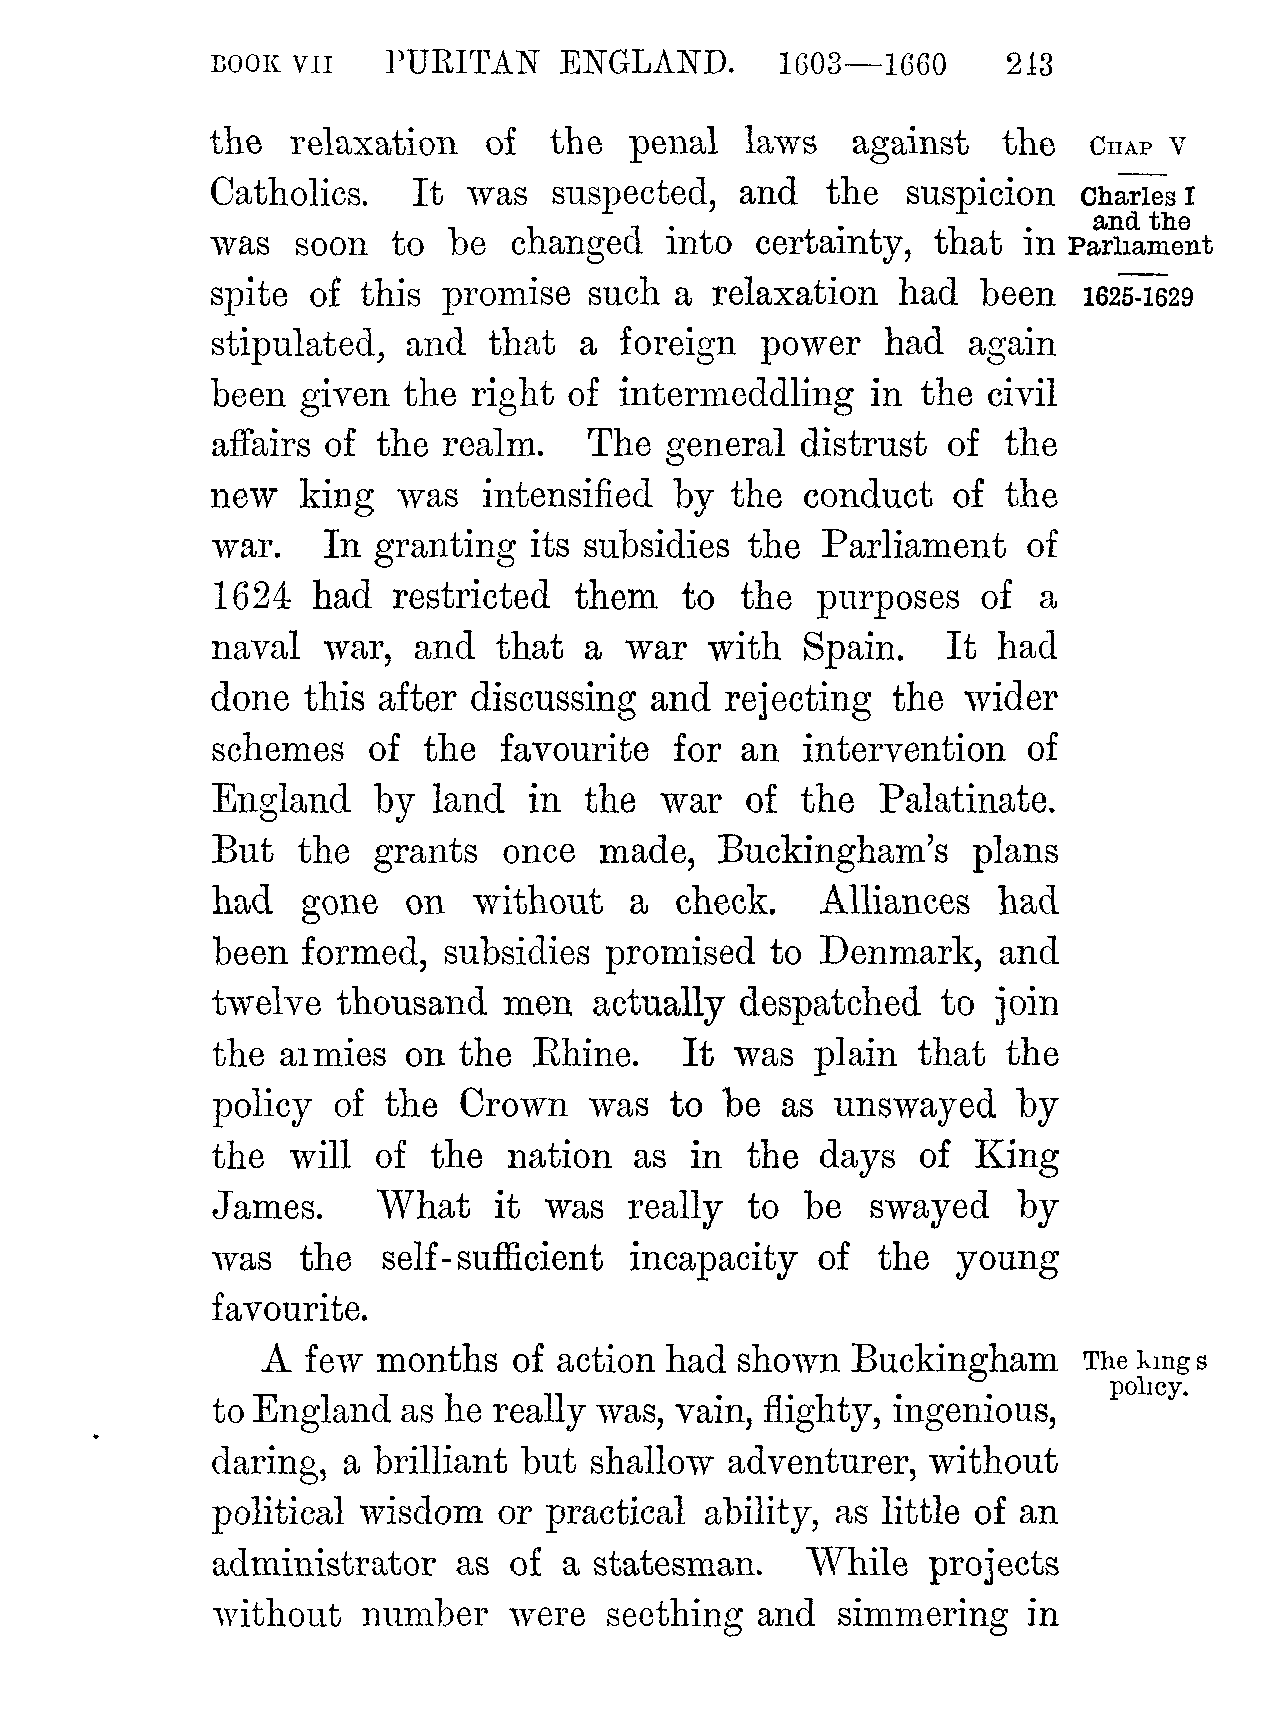 BOOK VII PURITAN ENGLAND. 1603—1660 243
the relaxation of the penal laws against the
Catholics. It was suspected, and the suspicion
was soon to be changed into certainty, that in
spite of this promise such a relaxation had been
stipulated, and that a foreign power had again
been given the right of intermeddling in the civil
affairs of the realm. The general distrust of the
new king was intensified by the conduct of the
war. In granting its subsidies the Parliament of
1624 had restricted them to the purposes of a
naval war, and that a war with Spain. It had
done this after discussing and rejecting the wider
schemes of the favourite for an intervention of
England by land in the war of the Palatinate.
But the grants once made, Buckingham's plans
had gone on without a check. Alliances had
been formed, subsidies promised to Denmark, and
twelve thousand men actually despatched to join
the armies on the Rhine. It was plain that the
policy of the Crown was to be as unswayed by
the will of the nation as in the days of King
James. What it was really to be swayed by
was the self-sufficient incapacity of the young
favourite.
A few months of action had shown Buckingham
to England as he really was, vain, flighty, ingenious,
daring, a brilliant but shallow adventurer, without
political wisdom or practical ability, as little of an
administrator as of a statesman. While projects
without number were seething and simmering in
CHAP V
Charles I
and the
Parliament
1625-1629
The king s
policy.